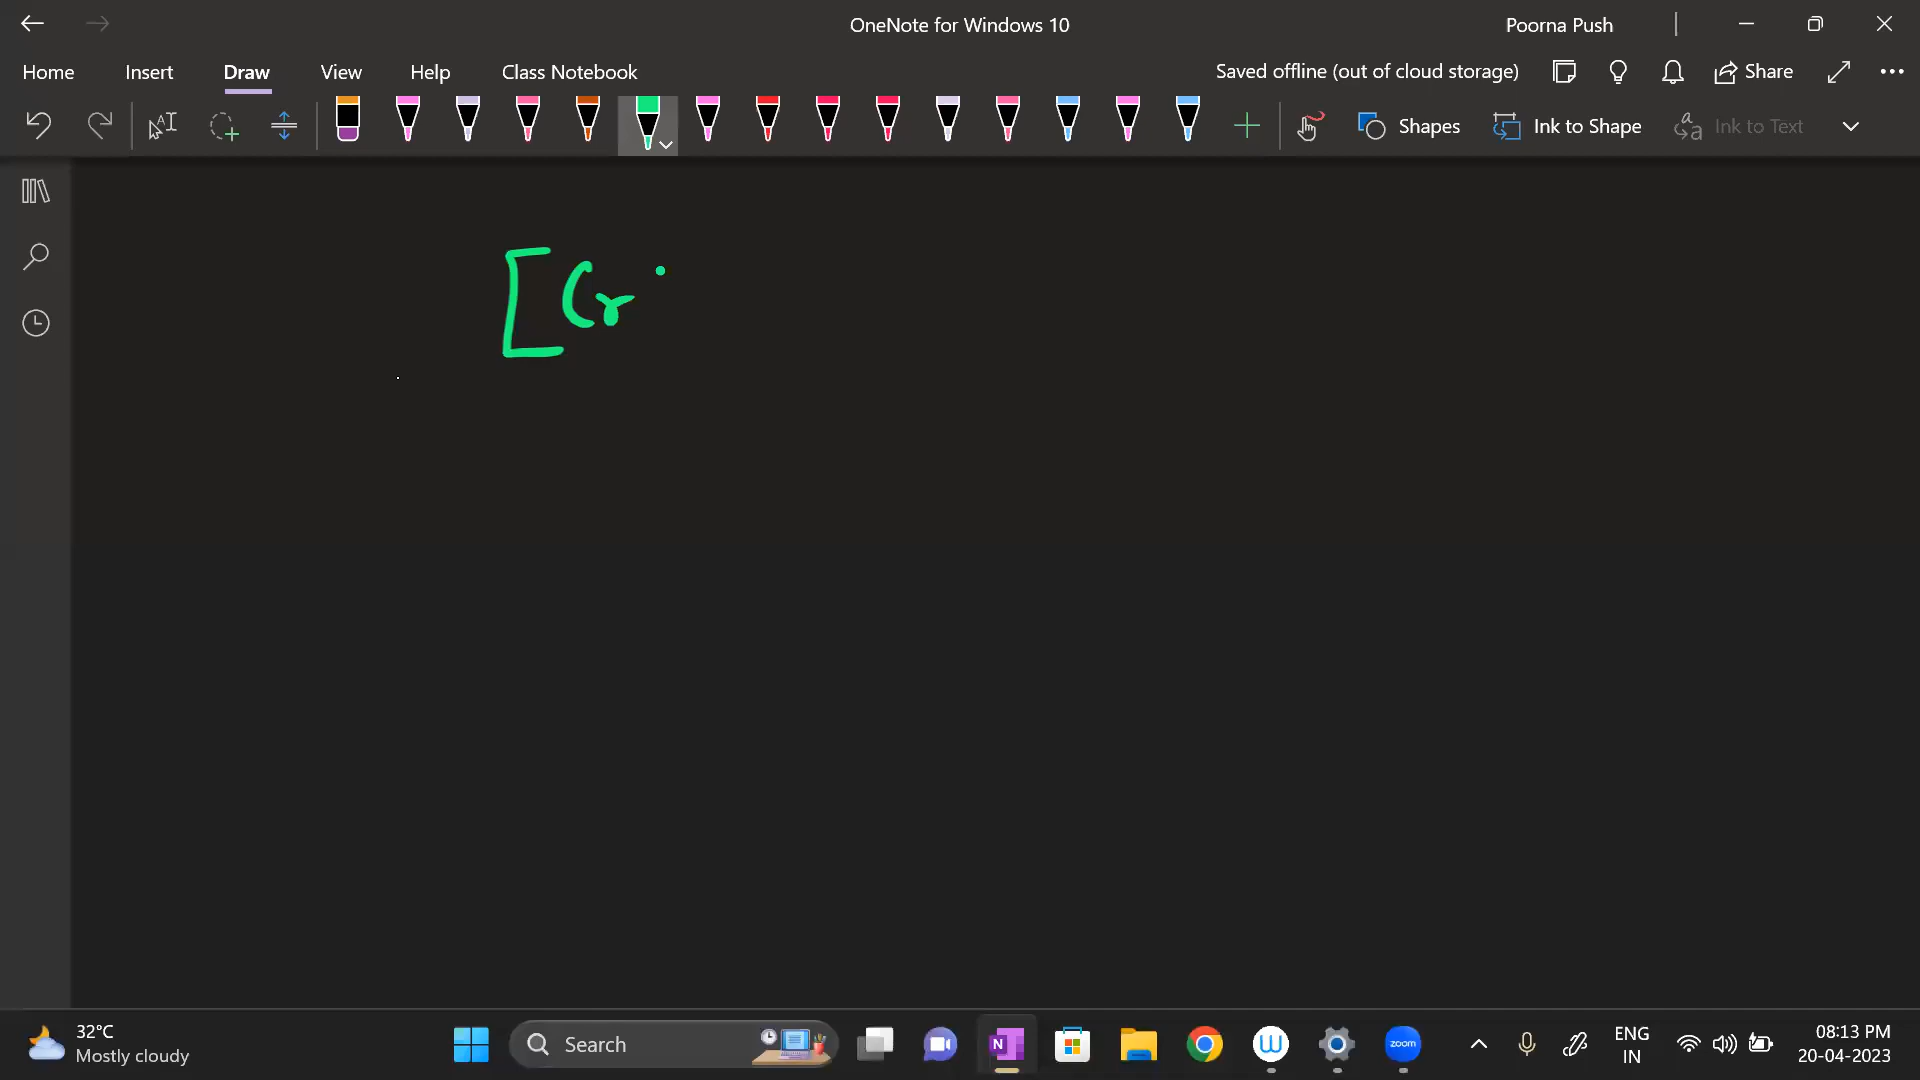 OneNote for Windows 10
Poorna Push
Home Insert Draw View Help Class Notebook
Saved offline (out of cloud storage)
Share
Shapes
Ink to Shape
Ink to Text
[Cr
32°C
Mostly cloudy
Search
N
zoom
ENG
IN
08:13 PM
20-04-2023